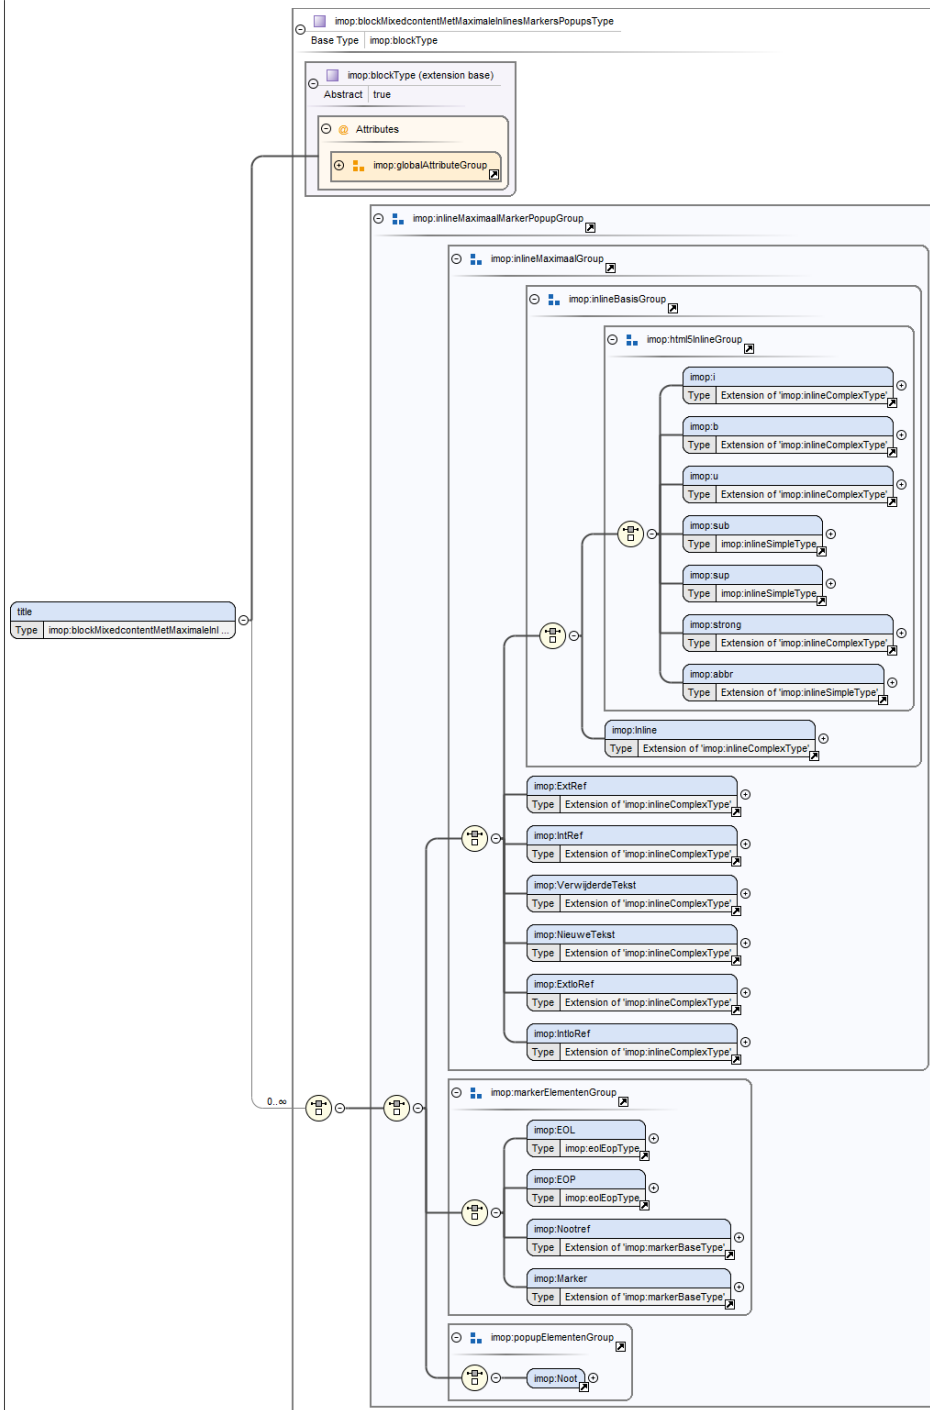 imop:blockMixedcontentMetMaximaleInlinesMarkersPopupsType
Base Type imop:blockType
imop:blockType (extension base)
Abstract true
@ Attributes
imop:globalAttributeGroup
imop:inlineMaximaalMarkerPopupGroup
imop:inlineMaximaalGroup
imop:inlineBasisGroup
imop:html5InlineGroup
imop:i
Type Extension of 'imop:inlineComplexType'
imop:b
Type Extension of 'imop:inlineComplexType'
imop:u
Type Extension of 'imop:inlineComplexType'
imop:sub
Type imop:inlineSimpleType
imop:sup
Type imop:inlineSimpleType
title
Type imop:blockMixedcontentMetMaximaleInl ...
imop:strong
Type Extension of 'imop:inlineComplexType'
imop:abbr
Type Extension of 'imop:inlineSimpleType'
imop:Inline
Type Extension of 'imop:inlineComplexType'
imop:ExtRef
Type Extension of 'imop:inlineComplexType'
imop:IntRef
Type Extension of 'imop:inlineComplexType'
imop:VerwijderdeTekst
Type Extension of 'imop:inlineComplexType'
imop:NieuweTekst
Type Extension of 'imop:inlineComplexType'
imop:ExtIoRef
Type Extension of 'imop:inlineComplexType'
imop:IntIoRef
Type Extension of 'imop:inlineComplexType'
0..∞
imop:markerElementenGroup
imop:EOL
Type imop:eolEopType
imop:EOP
Type imop:eolEopType
imop:Nootref
Type Extension of 'imop:markerBaseType'
imop:Marker
Type Extension of 'imop:markerBaseType'
imop:popupElementenGroup
imop:Noot